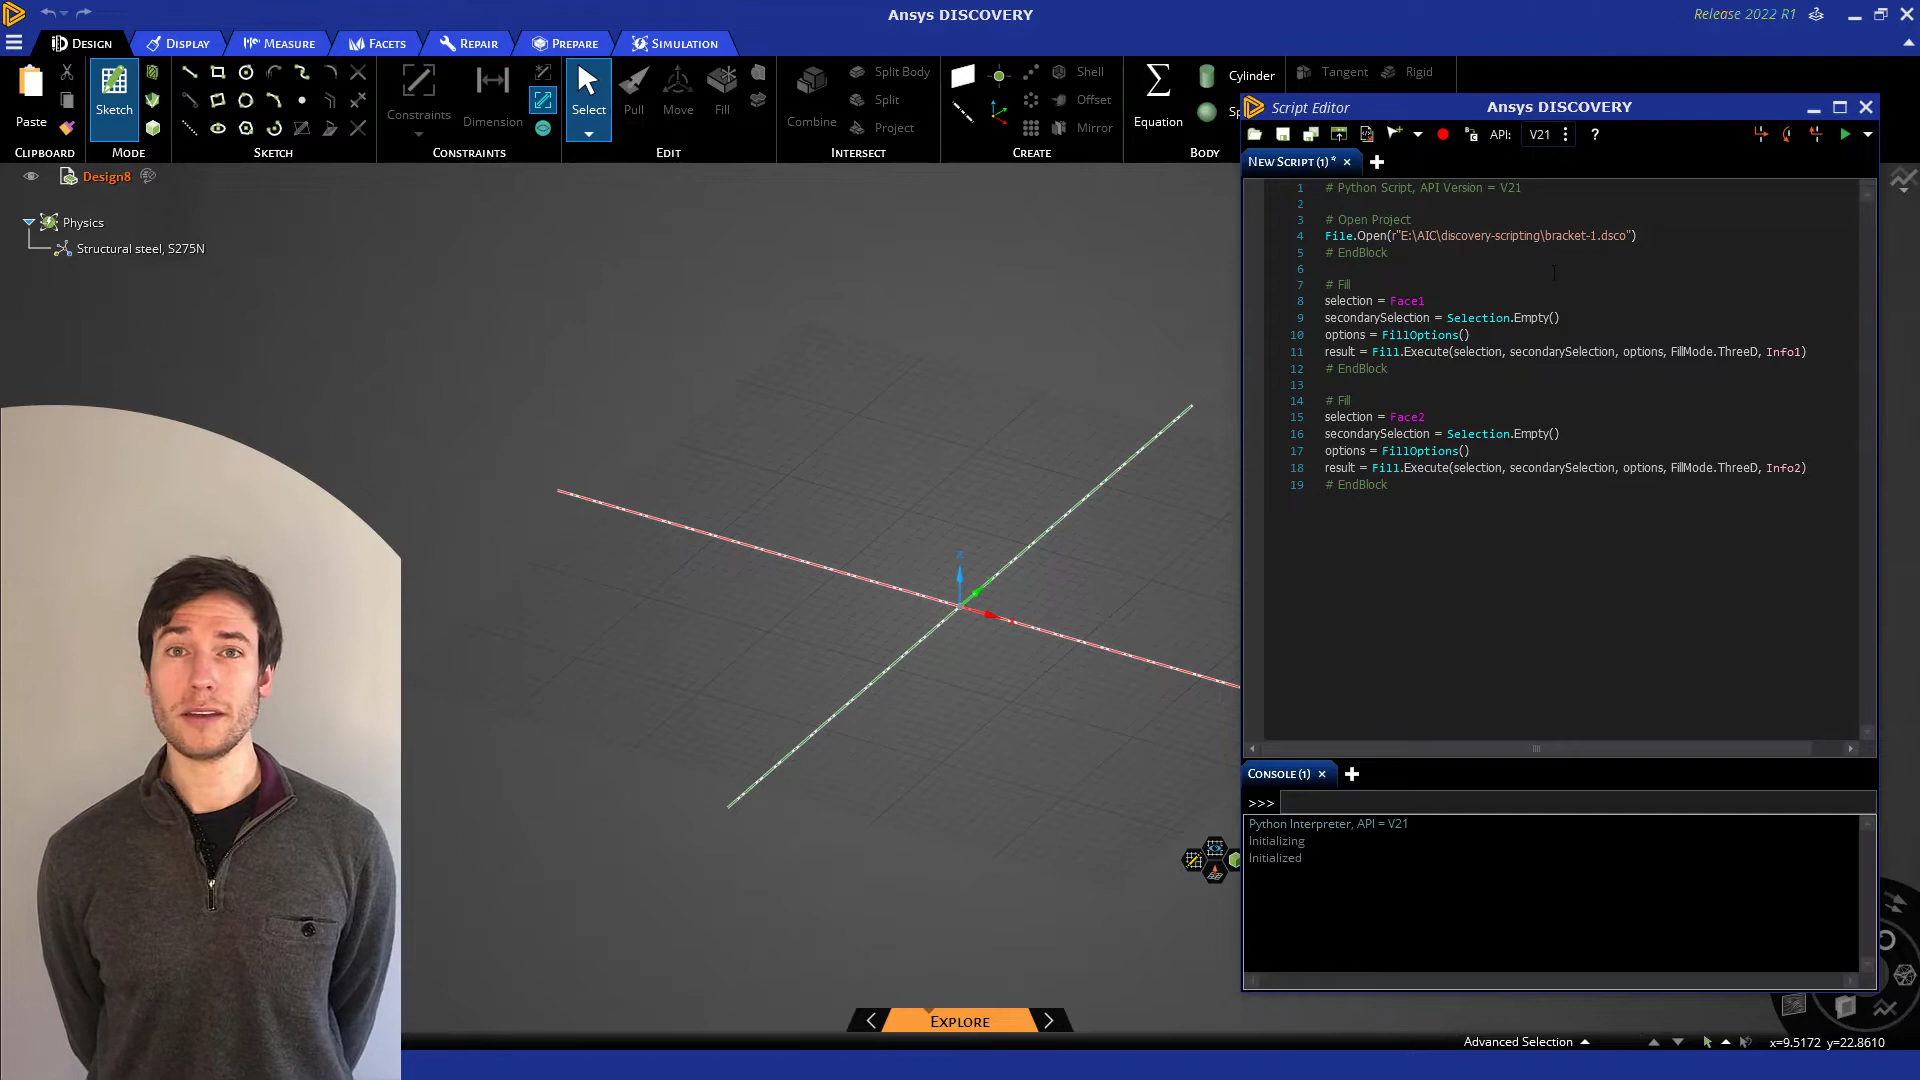 Ansys DISCOVERY
Release 2022 R1
DESIGN
DISPLAY
MEASURE
FACETS
REPAIR
PREPARE
SIMULATION
Paste
Sketch
Constraints
Dimension
Select
Pull
Move
Fill
Combine
Split Body
Split
Project
Shell
Offset
Mirror
Equation
Cylinder
Tangent
Rigid
CLIPBOARD
MODE
SKETCH
CONSTRAINTS
EDIT
INTERSECT
CREATE
BODY
Design8
Physics
Structural steel, S275N
Script Editor
Ansys DISCOVERY
API:
V21
?
NEW SCRIPT (1) *
1 # Python Script, API Version = V21
2
3 # Open Project
4 File.Open(r"E:\AIC\discovery-scripting\bracket-1.dsco")
5 # EndBlock
6
7 # Fill
8 selection = Face1
9 secondarySelection = Selection.Empty()
10 options = FillOptions()
11 result = Fill.Execute(selection, secondarySelection, options, FillMode.ThreeD, Info1)
12 # EndBlock
13
14 # Fill
15 selection = Face2
16 secondarySelection = Selection.Empty()
17 options = FillOptions()
18 result = Fill.Execute(selection, secondarySelection, options, FillMode.ThreeD, Info2)
19 # EndBlock
CONSOLE (1)
>>>
Python Interpreter, API = V21
Initializing
Initialized
Z
EXPLORE
Advanced Selection
x=9.5172 y=22.8610